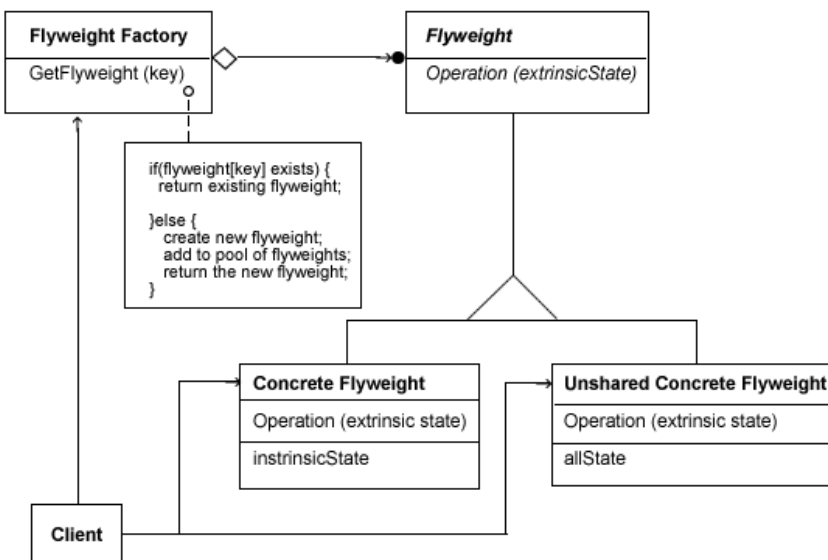 Flyweight Factory
GetFlyweight (key)
Flyweight
Operation (extrinsicState)
if(flyweight[key] exists) {
return existing flyweight;
}else {
create new flyweight;
add to pool of flyweights;
return the new flyweight;
}
Concrete Flyweight
Operation (extrinsic state)
instrinsicState
Unshared Concrete Flyweight
Operation (extrinsic state)
allState
Client